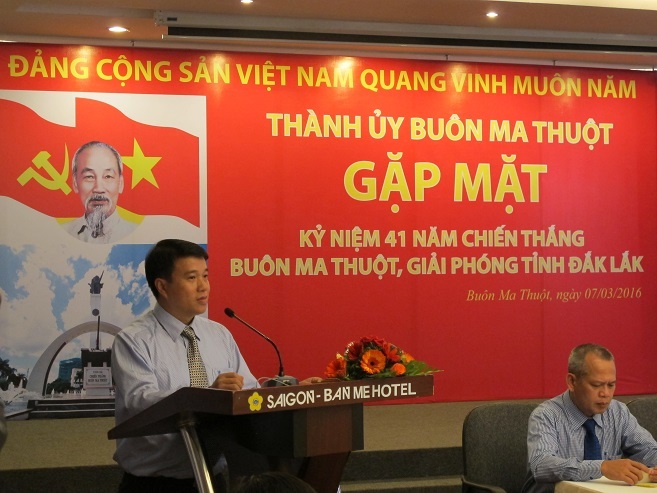 ĐẢNG CỘNG SẢN VIỆT NAM QUANG VINH MUÔN NĂM
THÀNH ỦY BUÔN MA THUỘT
GẶP MẶT
KỶ NIỆM 41 NĂM CHIẾN THẮNG
BUÔN MA THUỘT, GIẢI PHÓNG TỈNH ĐẮK LẮK
Buôn Ma Thuột, ngày 07/03/2016
SAIGON - BAN ME HOTEL